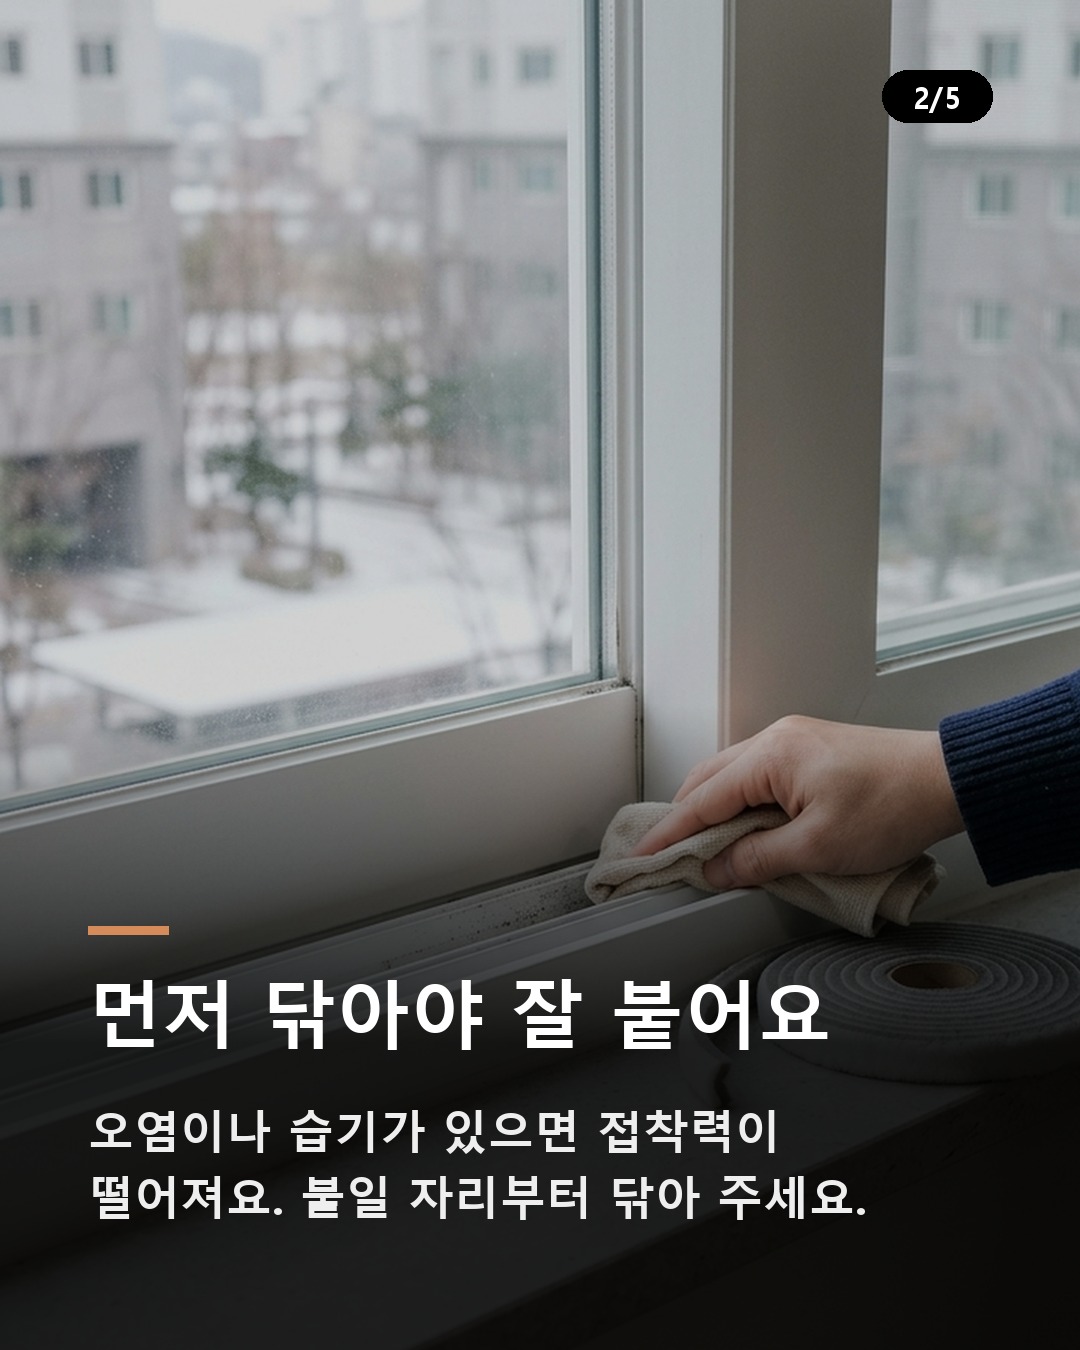 2/5
먼저 닦아야 잘 붙어요
오염이나 습기가 있으면 접착력이
떨어져요. 붙일 자리부터 닦아 주세요.